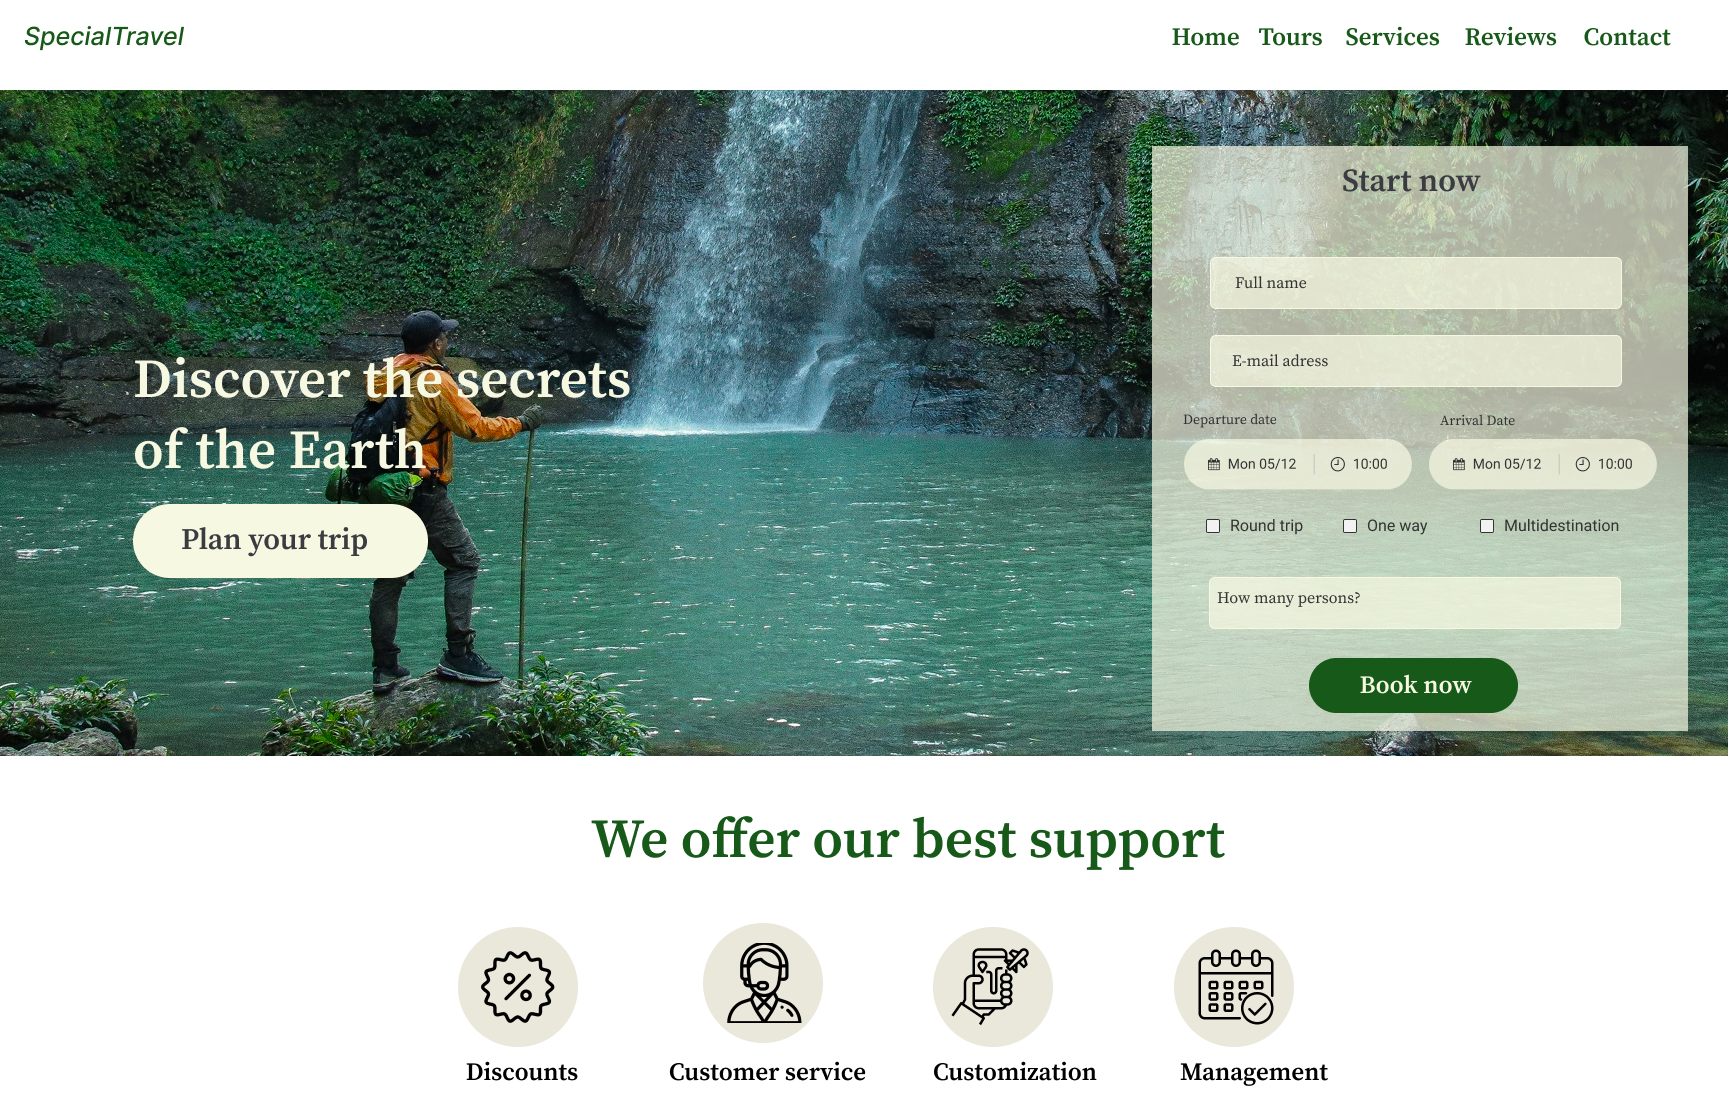 SpecialTravel
Home Tours Services Reviews Contact
Start now
Full name
E-mail adress
Departure date Arrival Date
Mon 05/12 10:00 Mon 05/12 10:00
Round trip One way Multidestination
How many persons?
Book now
Discover the secrets
of the Earth
Plan your trip
We offer our best support
Discounts Customer service Customization Management